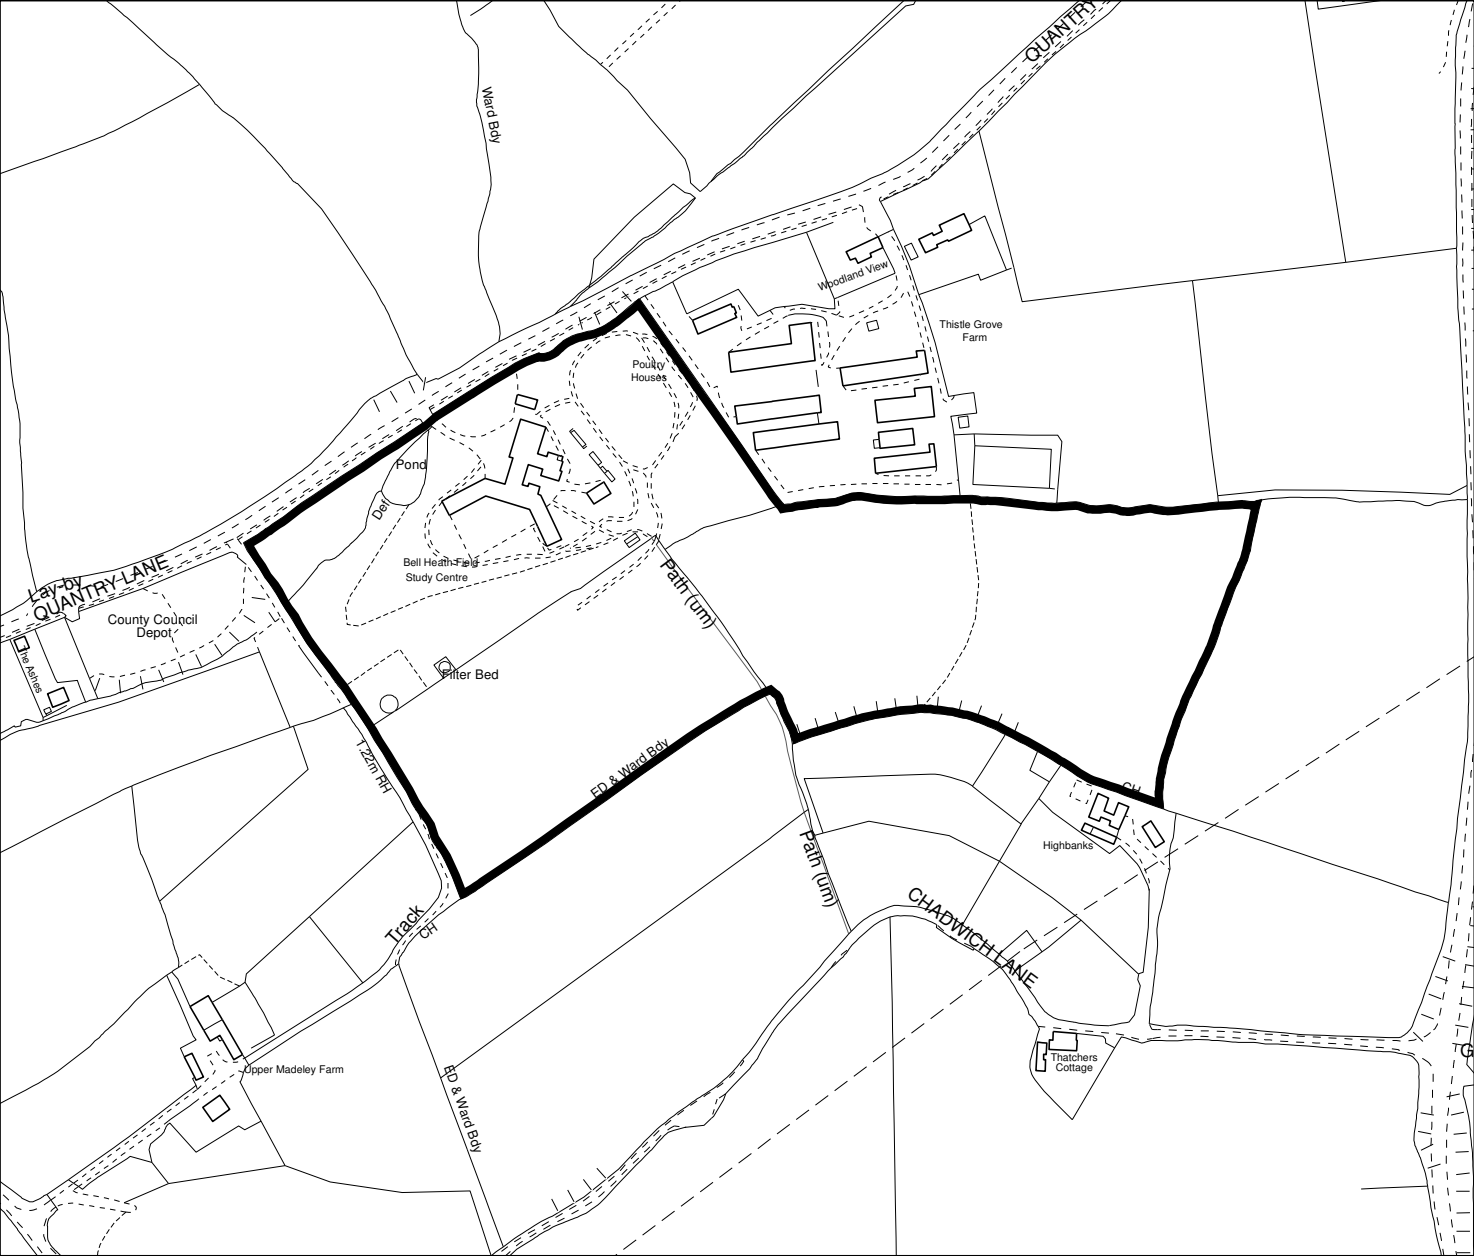 QUANTRY
Ward Bdy
Woodland View
Thistle Grove
Farm
Poultry
Houses
Pond
Def
Bell Heath Field
Study Centre
Path (um)
Lay-by
QUANTRY LANE
County Council
Depot
The Ashes
Filter Bed
1.22m RH
ED & Ward Bdy
CH
Highbanks
Path (um)
CHADWICH LANE
Track
CH
Thatchers
Cottage
G
Upper Madeley Farm
ED & Ward Bdy